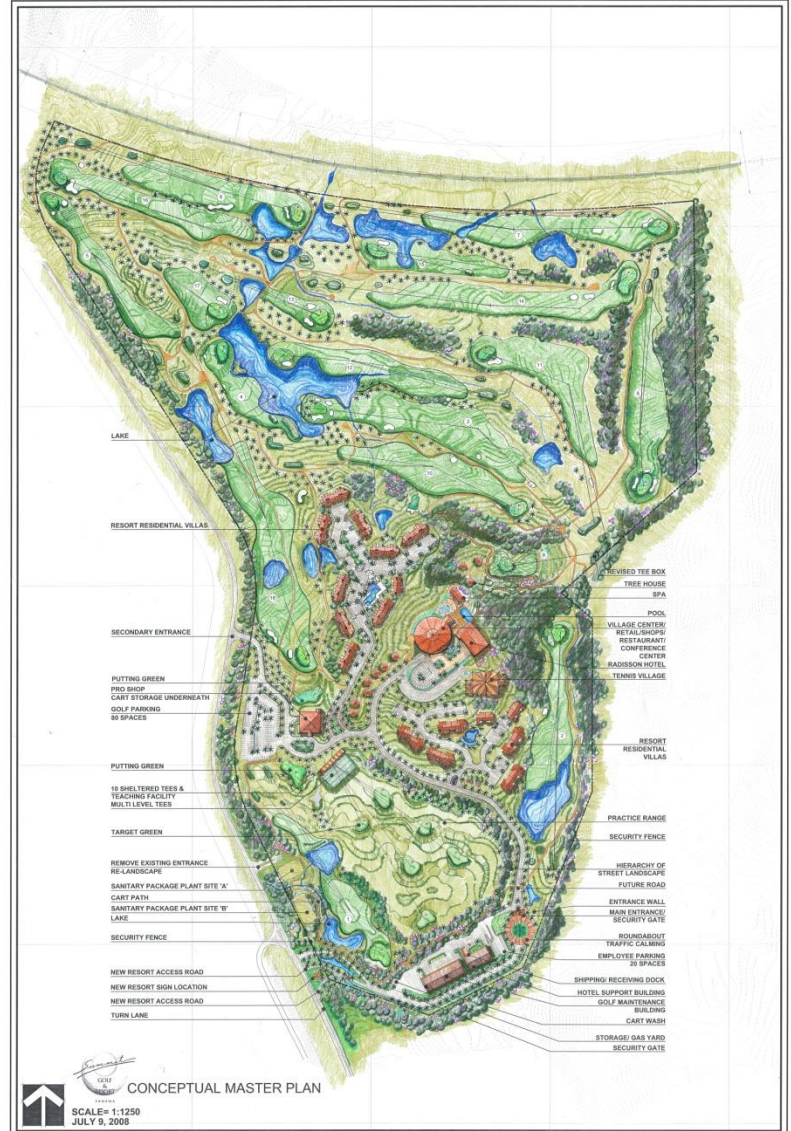 LAKE
RESORT RESIDENTIAL VILLAS
SECONDARY ENTRANCE
PUTTING GREEN
PRO SHOP
CART STORAGE UNDERNEATH
GOLF PARKING
80 SPACES
PUTTING GREEN
10 SHELTERED TEES &
TEACHING FACILITY
MULTI LEVEL TEES
TARGET GREEN
REMOVE EXISTING ENTRANCE
RE-LANDSCAPE
SANITARY PACKAGE PLANT SITE 'A'
CART PATH
SANITARY PACKAGE PLANT SITE 'B'
LAKE
SECURITY FENCE
NEW RESORT ACCESS ROAD
NEW RESORT SIGN LOCATION
NEW RESORT ACCESS ROAD
TURN LANE
REVISED TEE BOX
TREE HOUSE
SPA
POOL
VILLAGE CENTER/
RETAIL/SHOPS/
RESTAURANT/
CONFERENCE
CENTER
RADISSON HOTEL
TENNIS VILLAGE
RESORT
RESIDENTIAL
VILLAS
PRACTICE RANGE
SECURITY FENCE
HIERARCHY OF
STREET LANDSCAPE
FUTURE ROAD
ENTRANCE WALL
MAIN ENTRANCE/
SECURITY GATE
ROUNDABOUT
TRAFFIC CALMING
EMPLOYEE PARKING
20 SPACES
SHIPPING/ RECEIVING DOCK
HOTEL SUPPORT BUILDING
GOLF MAINTENANCE
BUILDING
CART WASH
STORAGE/ GAS YARD
SECURITY GATE
Summit
GOLF
&
RESORT
PANAMA
CONCEPTUAL MASTER PLAN
SCALE= 1:1250
JULY 9, 2008